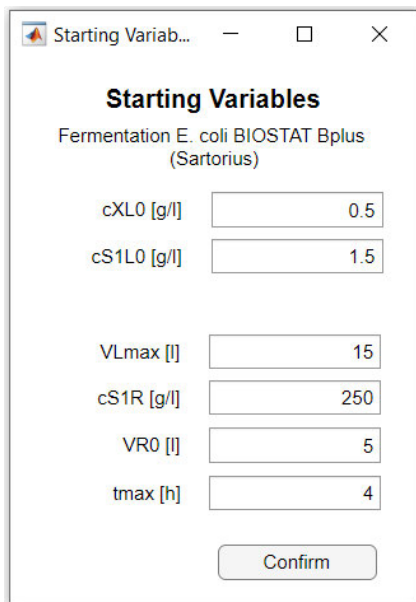 Starting Variab...
Starting Variables
Fermentation E. coli BIOSTAT Bplus
(Sartorius)
cXL0 [g/l] 0.5
cS1L0 [g/l] 1.5
VLmax [l] 15
cS1R [g/l] 250
VR0 [l] 5
tmax [h] 4
Confirm